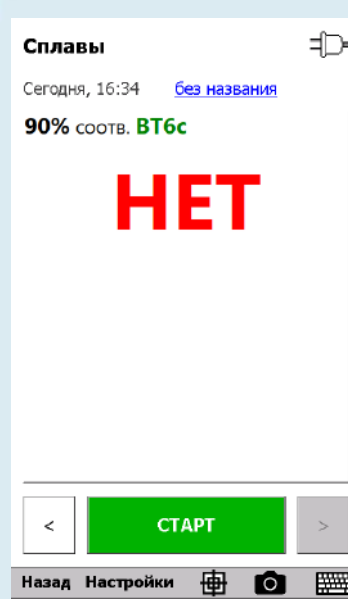 Сплавы
Сегодня, 16:34 без названия
90% соотв. ВТ6с
НЕТ
< СТАРТ >
Назад Настройки